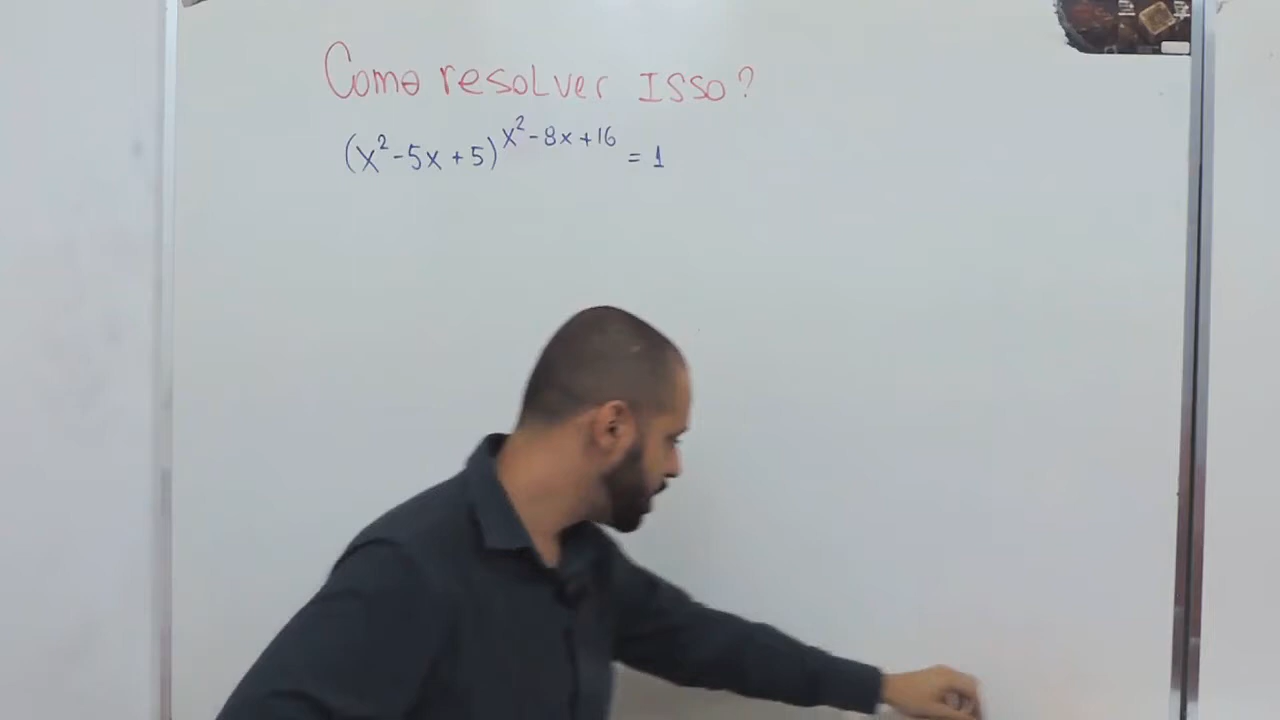 Como resolver Isso?
(x²-5x+5)^(x²-8x+16) = 1